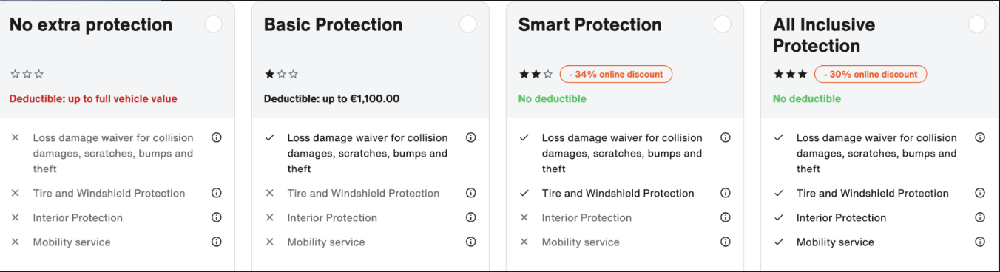 No extra protection
Deductible: up to full vehicle value
Loss damage waiver for collision
damages, scratches, bumps and
theft
Tire and Windshield Protection
Interior Protection
Mobility service
Basic Protection
Deductible: up to €1,100.00
Loss damage waiver for collision
damages, scratches, bumps and
theft
Tire and Windshield Protection
Interior Protection
Mobility service
Smart Protection
- 34% online discount
No deductible
Loss damage waiver for collision
damages, scratches, bumps and
theft
Tire and Windshield Protection
Interior Protection
Mobility service
All Inclusive
Protection
- 30% online discount
No deductible
Loss damage waiver for collision
damages, scratches, bumps and
theft
Tire and Windshield Protection
Interior Protection
Mobility service